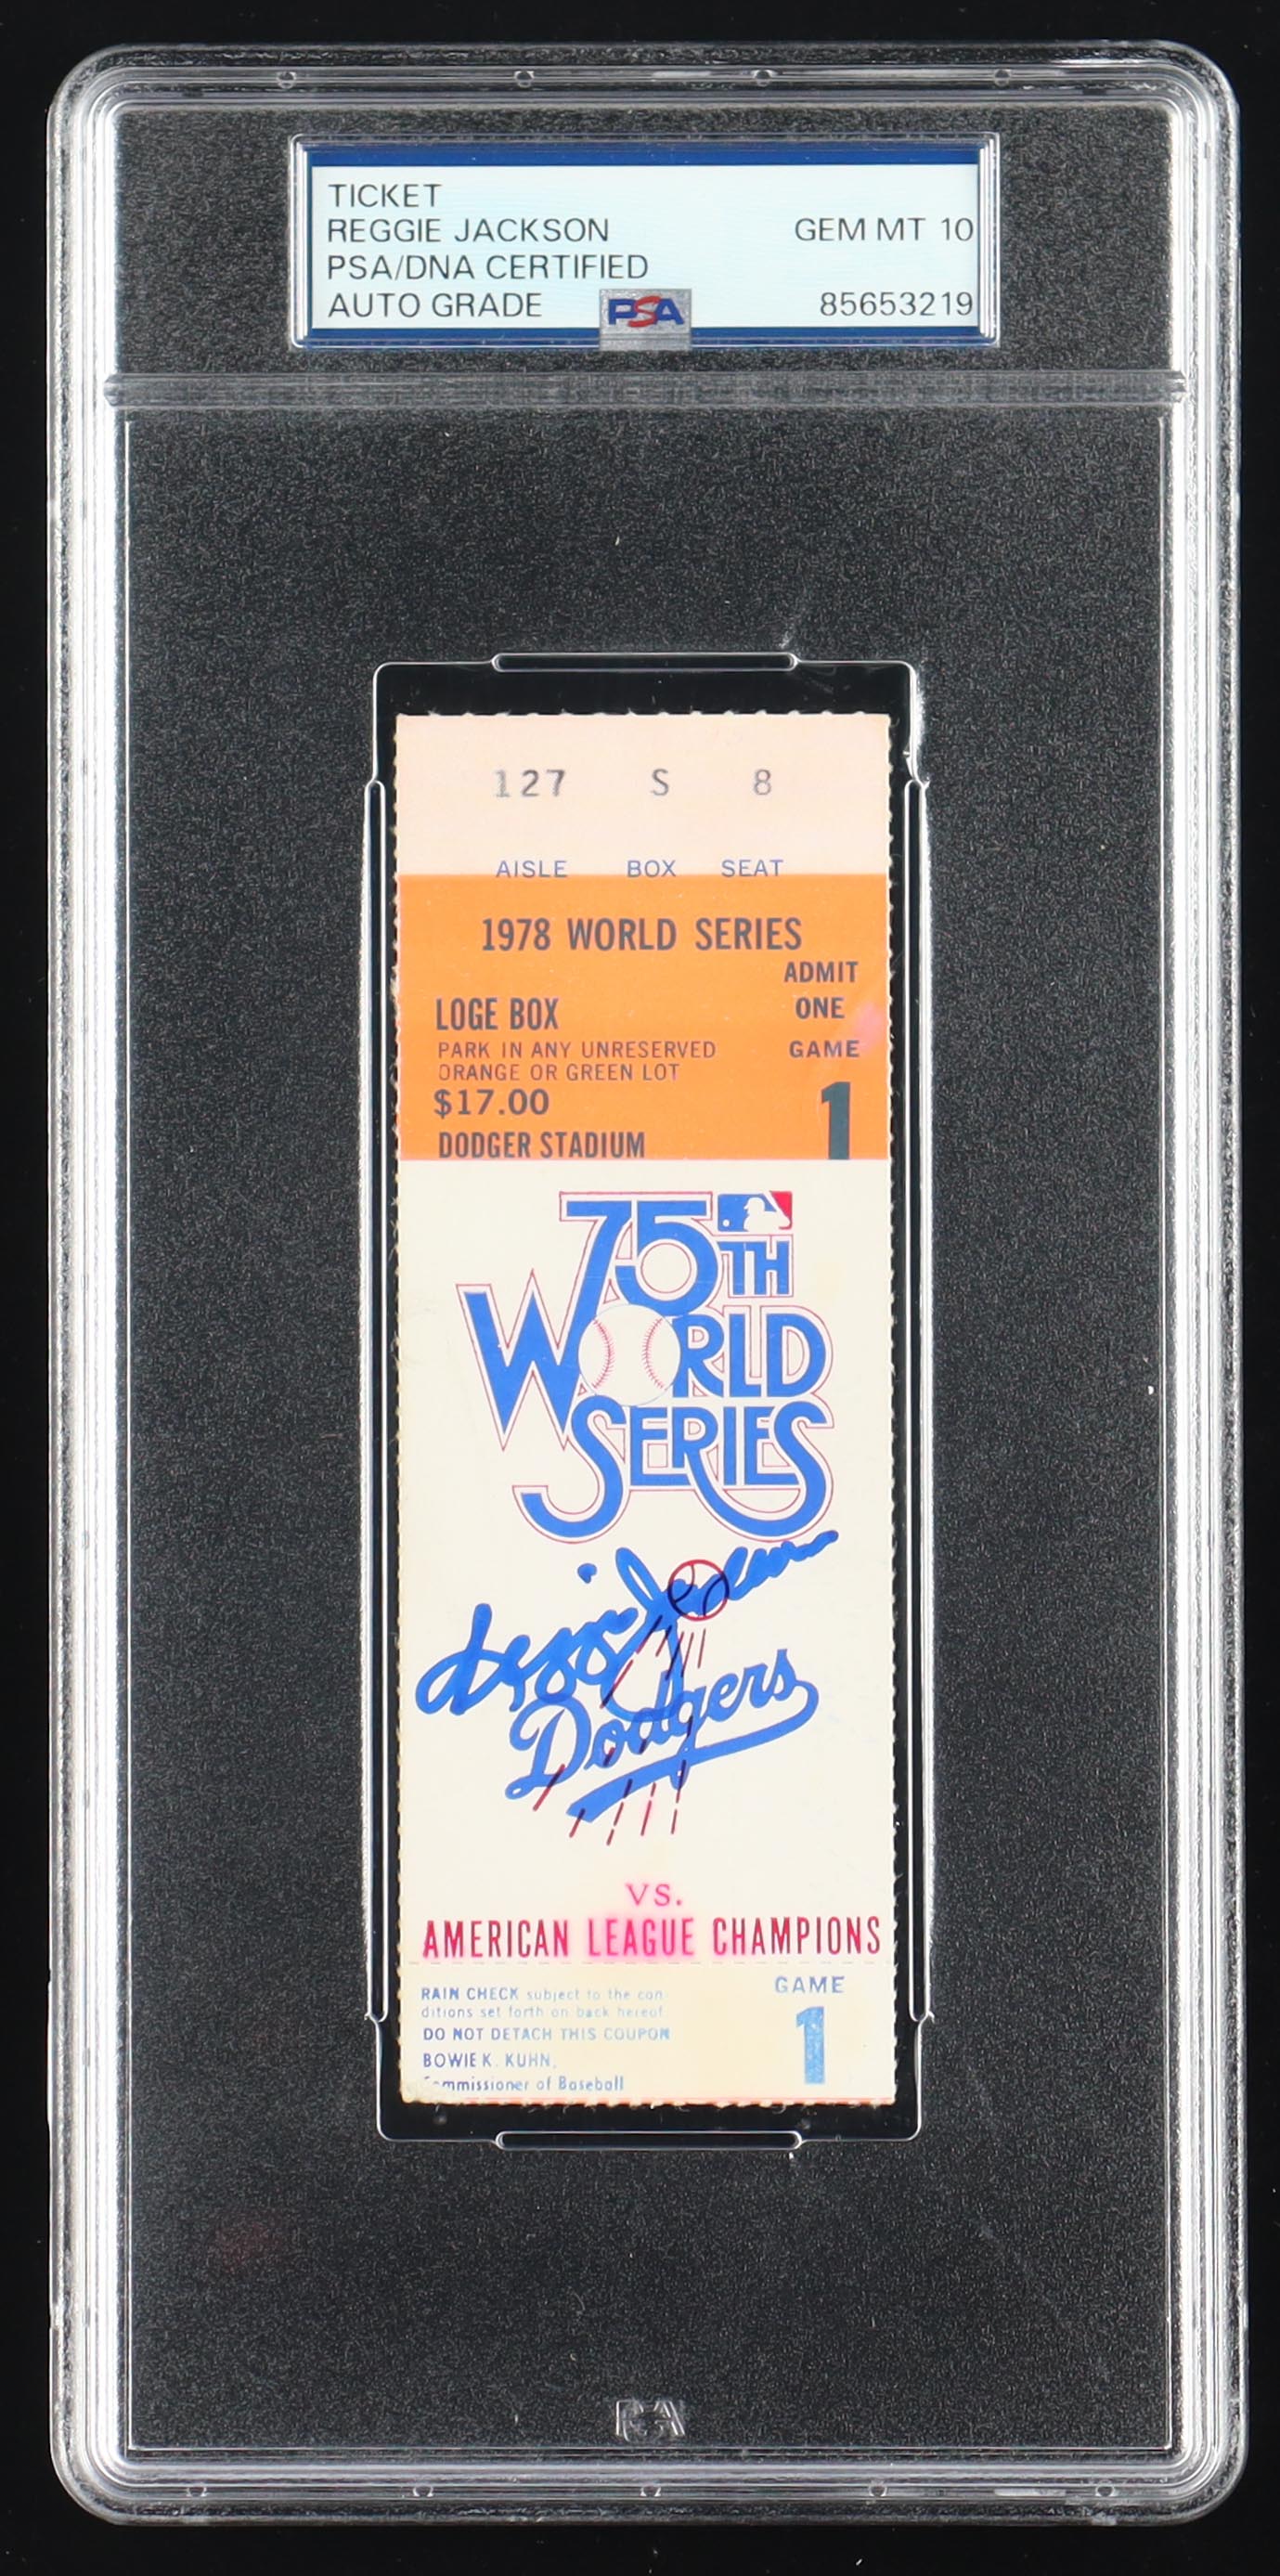 TICKET
REGGIE JACKSON GEM MT 10
PSA/DNA CERTIFIED
AUTO GRADE PSA 85653219
127 S 8
AISLE BOX SEAT
1978 WORLD SERIES
ADMIT
LOGE BOX ONE
PARK IN ANY UNRESERVED GAME
ORANGE OR GREEN LOT
$17.00 1
DODGER STADIUM
75TH
WORLD
SERIES
Reggie Jackson
Dodgers
VS.
AMERICAN LEAGUE CHAMPIONS
RAIN CHECK subject to the con- GAME
ditions set forth on back hereof.
DO NOT DETACH THIS COUPON 1
BOWIE K. KUHN,
Commissioner of Baseball
PSA